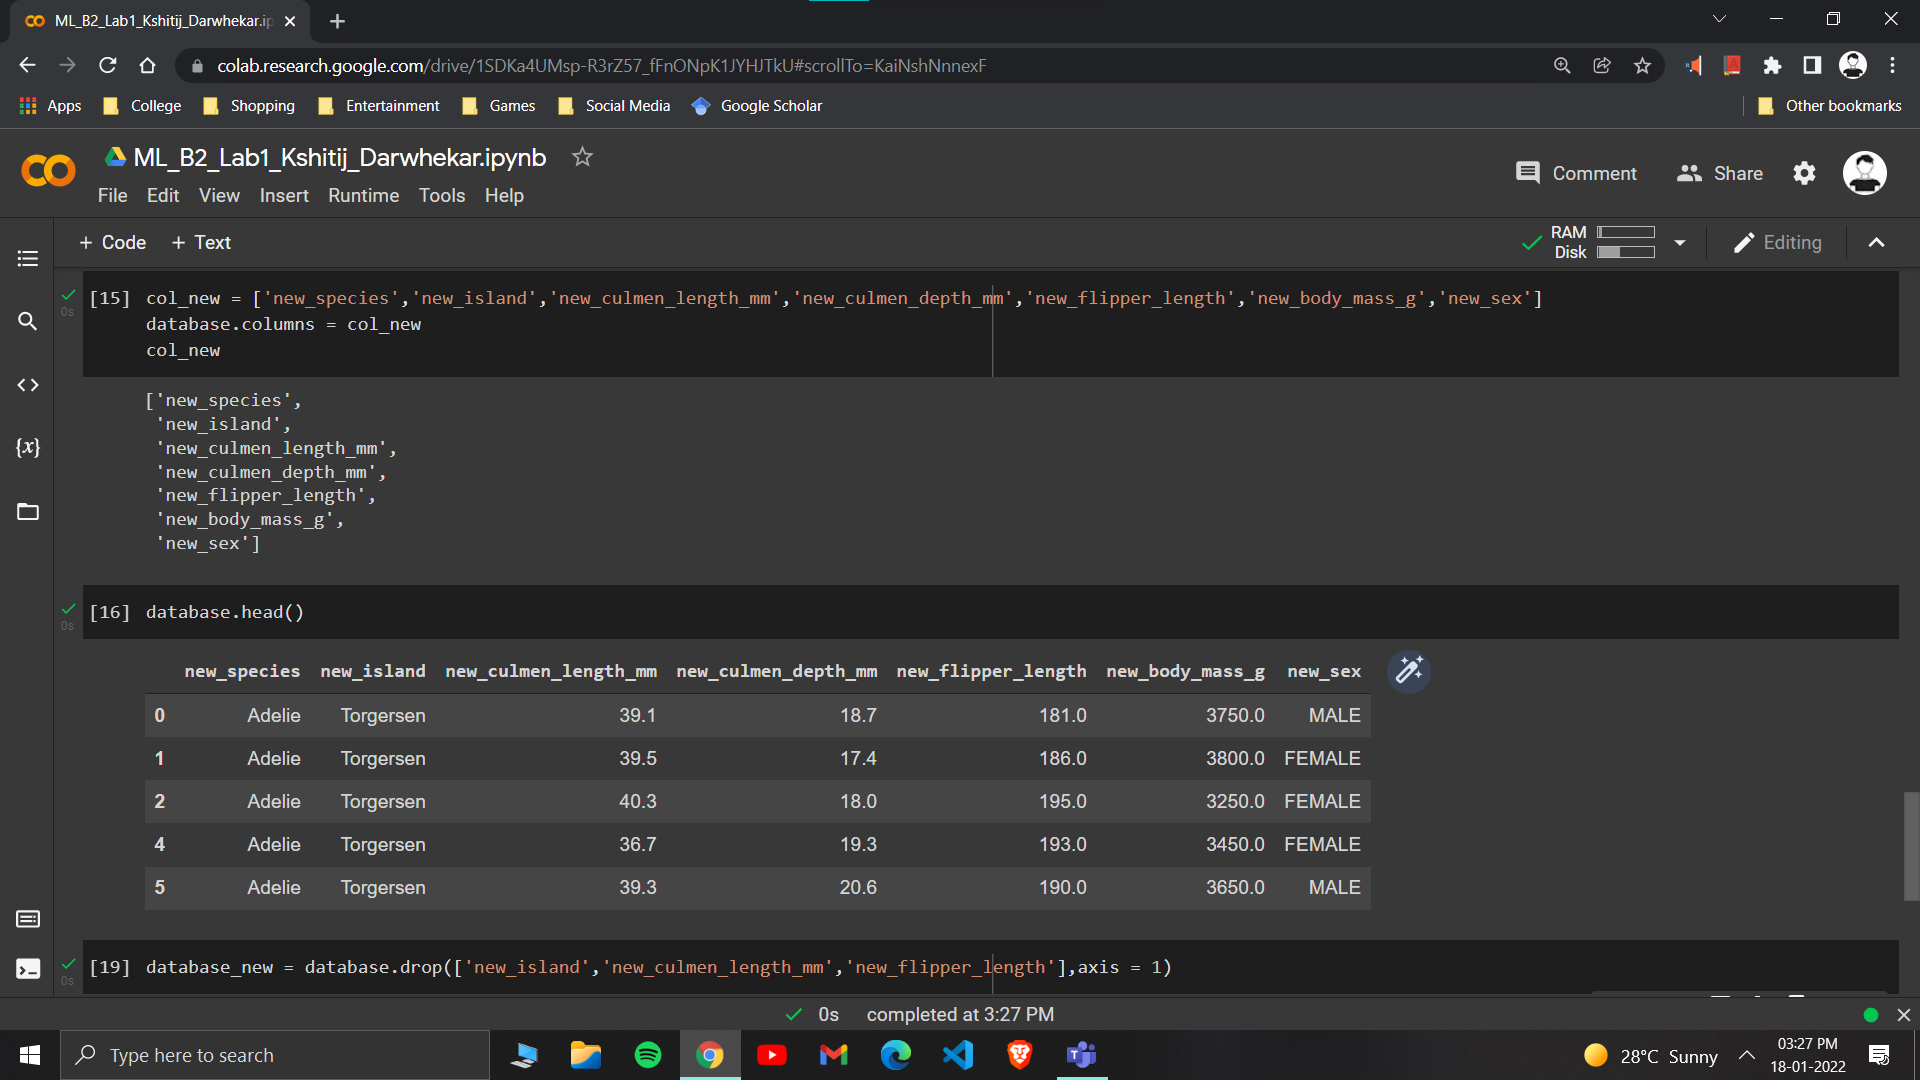 ML_B2_Lab1_Kshitij_Darwhekar.ip
colab.research.google.com/drive/1SDKa4UMsp-R3rZ57_fFnONpK1JYHJTkU#scrollTo=KaiNshNnnexF
Apps College Shopping Entertainment Games Social Media Google Scholar Other bookmarks
ML_B2_Lab1_Kshitij_Darwhekar.ipynb
Comment Share
File Edit View Insert Runtime Tools Help
+ Code + Text
RAM
Disk
Editing
[15] col_new = ['new_species','new_island','new_culmen_length_mm','new_culmen_depth_mm','new_flipper_length','new_body_mass_g','new_sex']
0s
database.columns = col_new
col_new
['new_species',
'new_island',
'new_culmen_length_mm',
'new_culmen_depth_mm',
'new_flipper_length',
'new_body_mass_g',
'new_sex']
[16] database.head()
0s
new_species new_island new_culmen_length_mm new_culmen_depth_mm new_flipper_length new_body_mass_g new_sex
0 Adelie Torgersen 39.1 18.7 181.0 3750.0 MALE
1 Adelie Torgersen 39.5 17.4 186.0 3800.0 FEMALE
2 Adelie Torgersen 40.3 18.0 195.0 3250.0 FEMALE
4 Adelie Torgersen 36.7 19.3 193.0 3450.0 FEMALE
5 Adelie Torgersen 39.3 20.6 190.0 3650.0 MALE
[19] database_new = database.drop(['new_island','new_culmen_length_mm','new_flipper_length'],axis = 1)
0s
0s completed at 3:27 PM
Type here to search
28°C Sunny
03:27 PM
18-01-2022